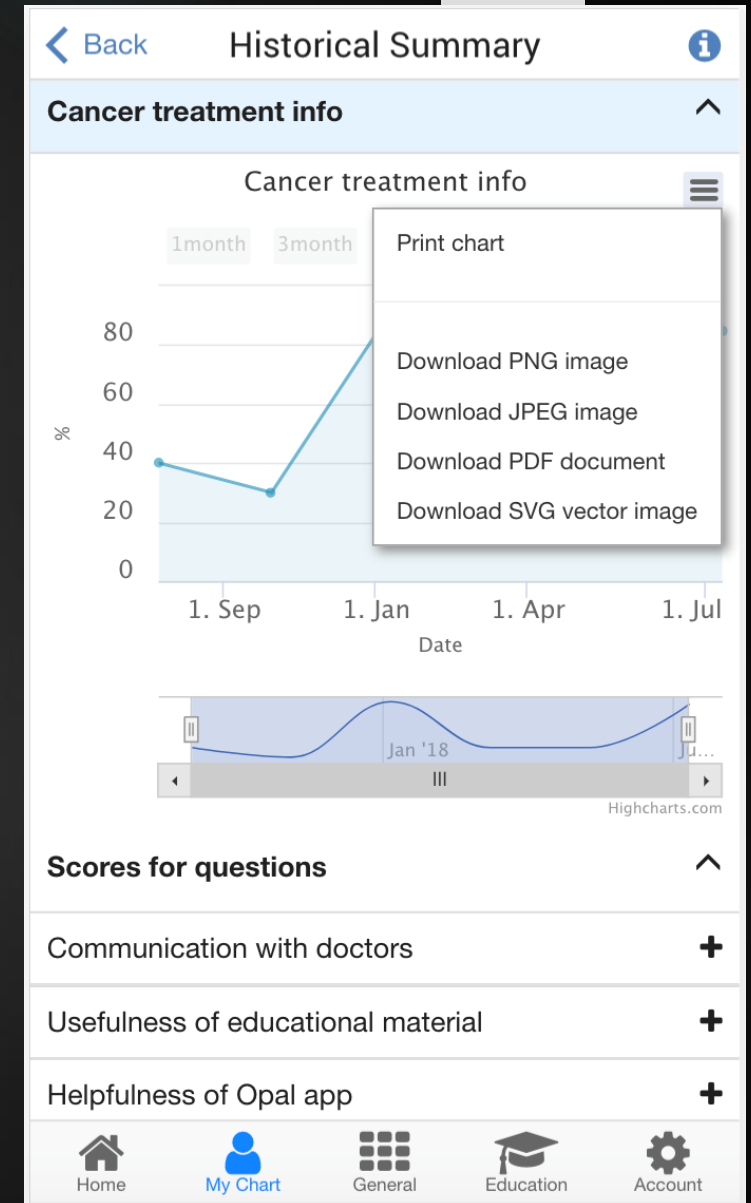 Back Historical Summary
Cancer treatment info
Cancer treatment info
1month 3month
Print chart
Download PNG image
Download JPEG image
Download PDF document
Download SVG vector image
80
60
40
20
0
%
1. Sep 1. Jan 1. Apr 1. Jul
Date
Jan '18 Ju...
Highcharts.com
Scores for questions
Communication with doctors
Usefulness of educational material
Helpfulness of Opal app
Home My Chart General Education Account